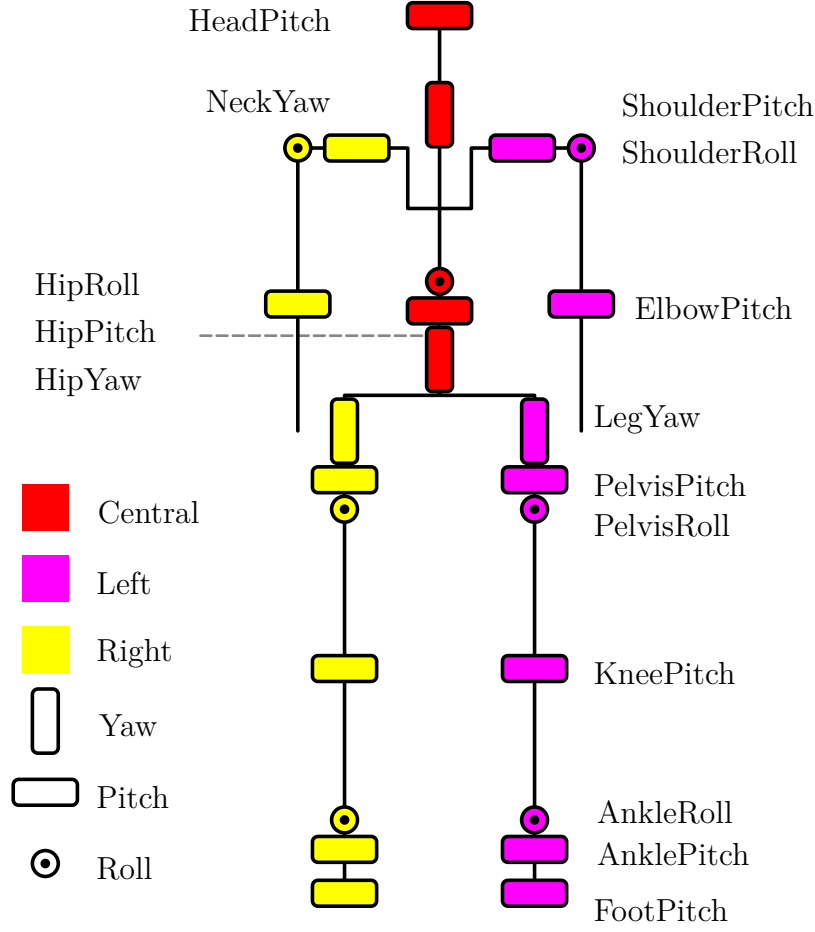 HeadPitch
NeckYaw
ShoulderPitch
ShoulderRoll
HipRoll
HipPitch
HipYaw
ElbowPitch
LegYaw
PelvisPitch
PelvisRoll
Central
Left
Right
Yaw
Pitch
Roll
KneePitch
AnkleRoll
AnklePitch
FootPitch